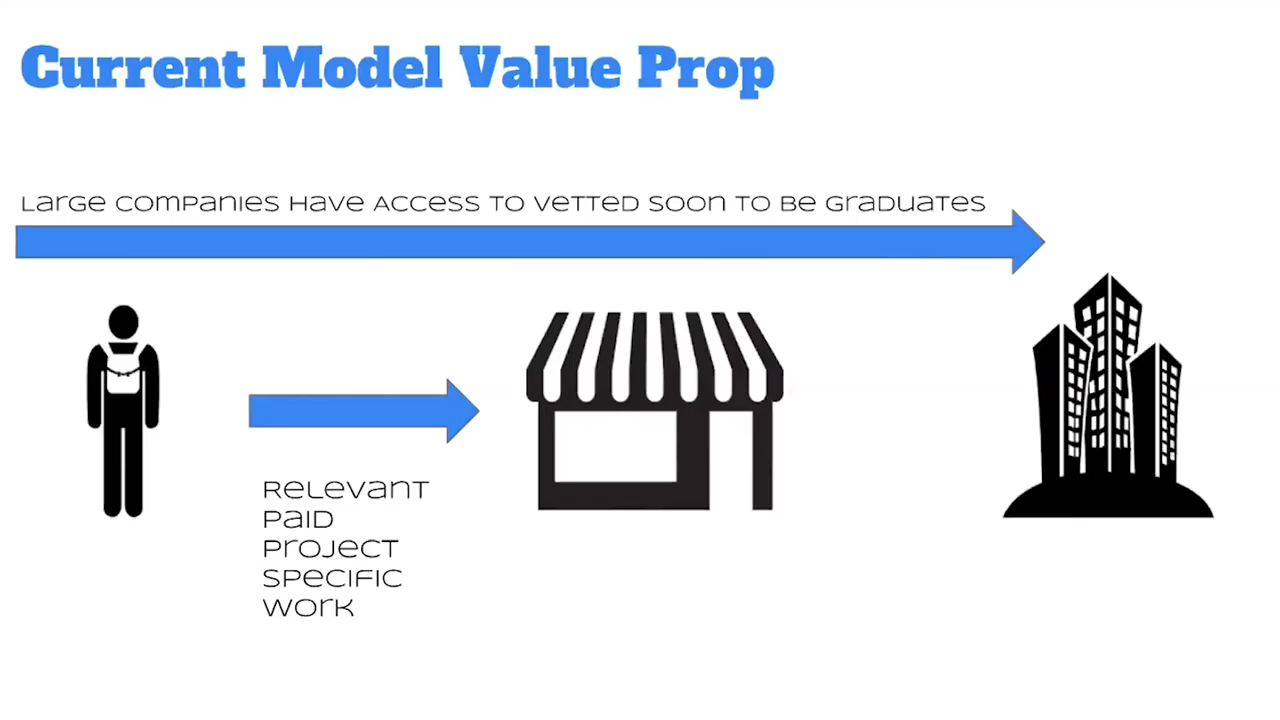 Current Model Value Prop
Large Companies Have Access to Vetted Soon to Be Graduates
Relevant
Paid
Project
Specific
Work